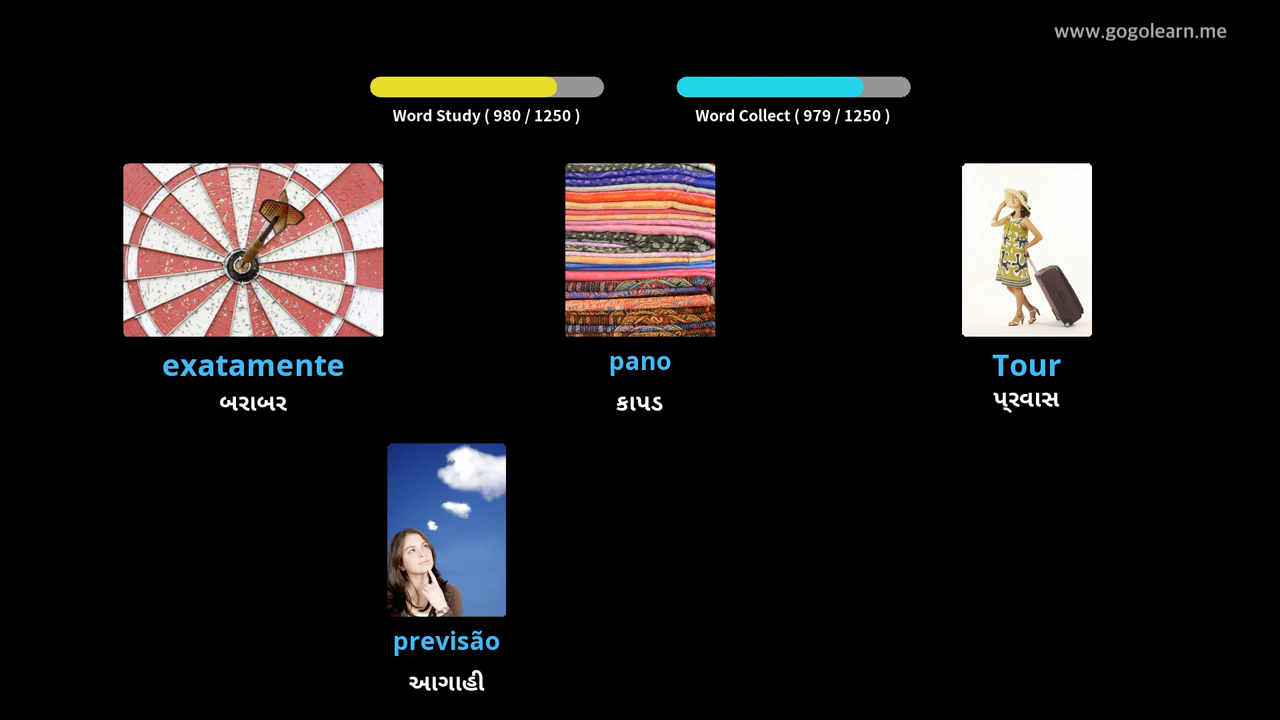 www.gogolearn.me
Word Study ( 980 / 1250 )
Word Collect ( 979 / 1250 )
exatamente
બરાબર
pano
કાપડ
Tour
પ્રવાસ
previsão
આગાહી